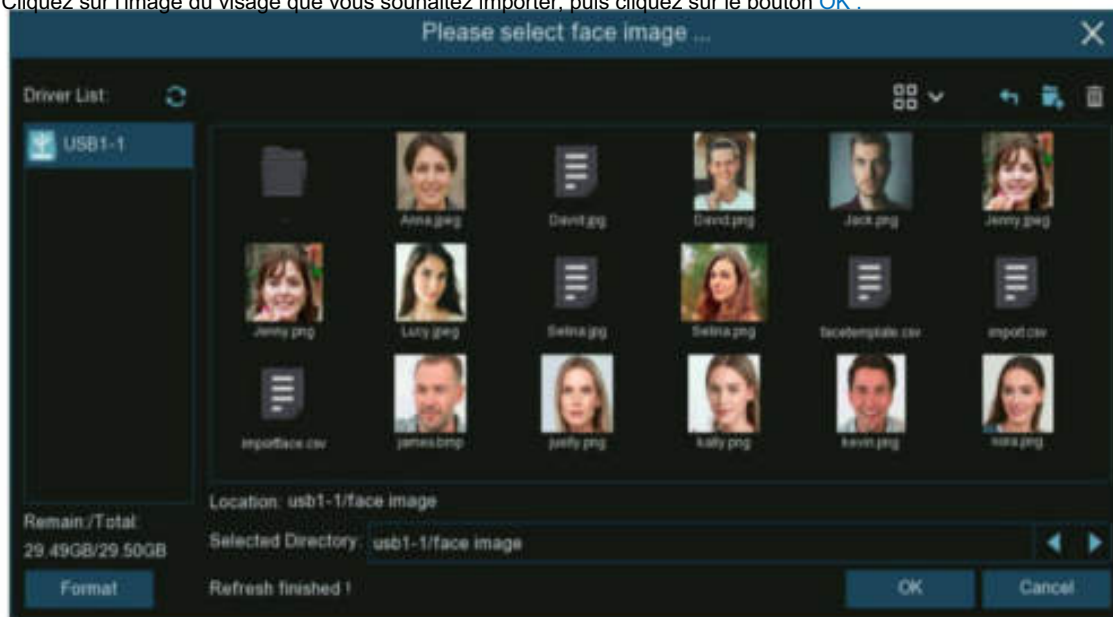 Cliquez sur l'image du visage que vous souhaitez importer, puis cliquez sur le bouton OK .
Please select face image ...
Driver List:
USB1-1
..
Anna.jpeg David.jpg David.png Jack.png Jenny.jpeg
Jenny.png Lucy.jpeg Selina.jpg Selina.png facetemplate.csv import.csv
importface.csv james.bmp kally.png kevin.png nora.png
Location: usb1-1/face image
Remain:/Total:
29.49GB/29.50GB
Selected Directory: usb1-1/face image
Format
Refresh finished !
OK
Cancel